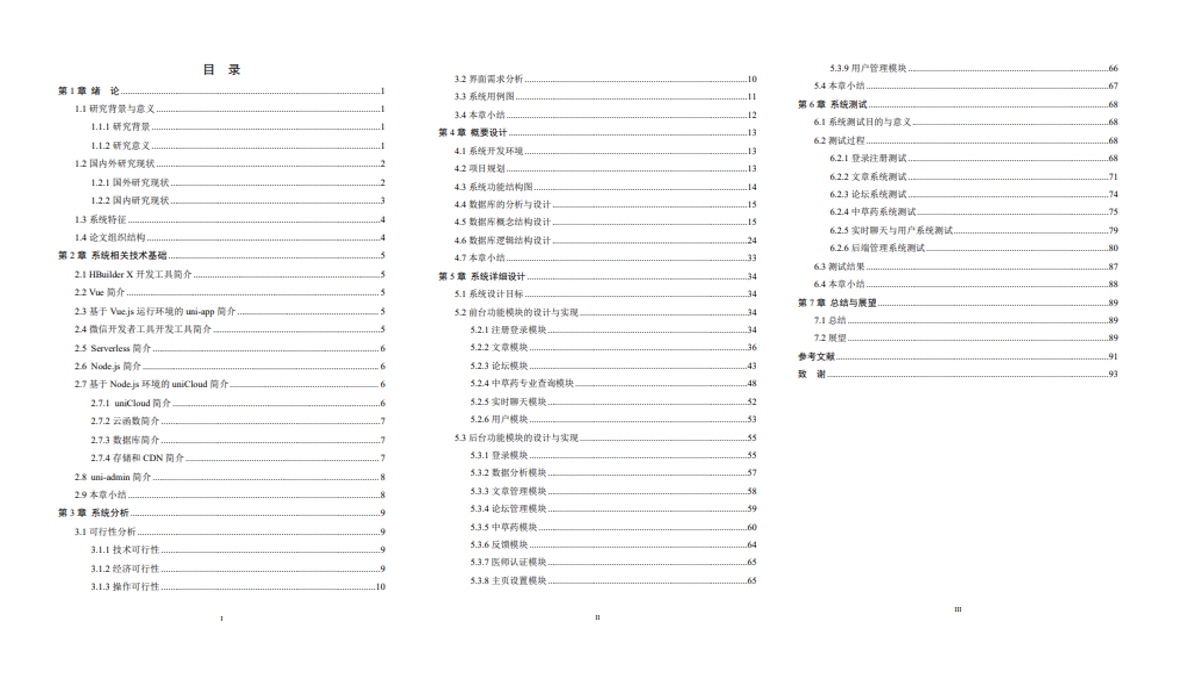 目 录
第 1 章 绪 论 1
1.1 研究背景与意义 1
1.1.1 研究背景 1
1.1.2 研究意义 1
1.2 国内外研究现状 2
1.2.1 国外研究现状 2
1.2.2 国内研究现状 3
1.3 系统特征 4
1.4 论文组织结构 4
第 2 章 系统相关技术基础 5
2.1 HBuilder X 开发工具简介 5
2.2 Vue 简介 5
2.3 基于 Vue.js 运行环境的 uni-app 简介 5
2.4 微信开发者工具开发工具简介 5
2.5 Serverless 简介 6
2.6 Node.js 简介 6
2.7 基于 Node.js 环境的 uniCloud 简介 6
2.7.1 uniCloud 简介 6
2.7.2 云函数简介 7
2.7.3 数据库简介 7
2.7.4 存储和 CDN 简介 7
2.8 uni-admin 简介 8
2.9 本章小结 8
第 3 章 系统分析 9
3.1 可行性分析 9
3.1.1 技术可行性 9
3.1.2 经济可行性 9
3.1.3 操作可行性 10
I
3.2 界面需求分析 10
3.3 系统用例图 11
3.4 本章小结 12
第 4 章 概要设计 13
4.1 系统开发环境 13
4.2 项目规划 13
4.3 系统功能结构图 14
4.4 数据库的分析与设计 15
4.5 数据库概念结构设计 15
4.6 数据库逻辑结构设计 24
4.7 本章小结 33
第 5 章 系统详细设计 34
5.1 系统设计目标 34
5.2 前台功能模块的设计与实现 34
5.2.1 注册登录模块 34
5.2.2 文章模块 36
5.2.3 论坛模块 43
5.2.4 中草药专业查询模块 48
5.2.5 实时聊天模块 52
5.2.6 用户模块 53
5.3 后台功能模块的设计与实现 55
5.3.1 登录模块 55
5.3.2 数据分析模块 57
5.3.3 文章管理模块 58
5.3.4 论坛管理模块 59
5.3.5 中草药模块 60
5.3.6 反馈模块 64
5.3.7 医师认证模块 65
5.3.8 主页设置模块 65
II
5.3.9 用户管理模块 66
5.4 本章小结 67
第 6 章 系统测试 68
6.1 系统测试目的与意义 68
6.2 测试过程 68
6.2.1 登录注册测试 68
6.2.2 文章系统测试 71
6.2.3 论坛系统测试 74
6.2.4 中草药系统测试 75
6.2.5 实时聊天与用户系统测试 79
6.2.6 后端管理系统测试 80
6.3 测试结果 87
6.4 本章小结 88
第 7 章 总结与展望 89
7.1 总结 89
7.2 展望 89
参考文献 91
致 谢 93
III